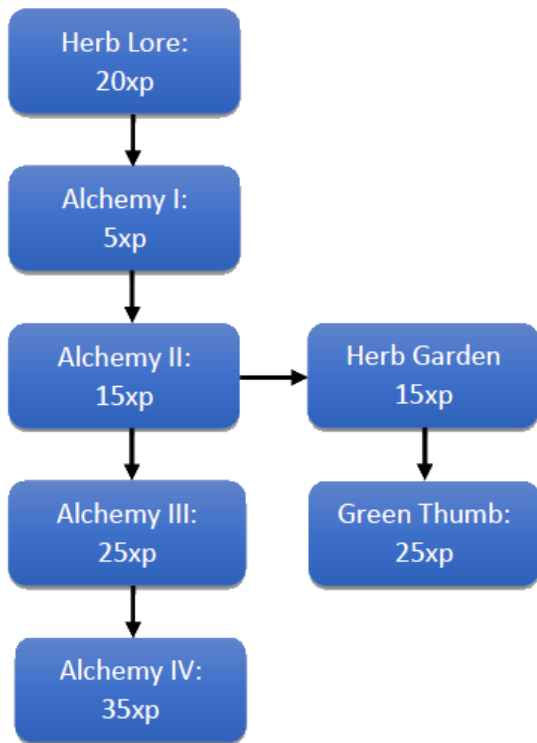 Herb Lore:
20xp
Alchemy I:
5xp
Alchemy II:
15xp
Herb Garden
15xp
Alchemy III:
25xp
Green Thumb:
25xp
Alchemy IV:
35xp